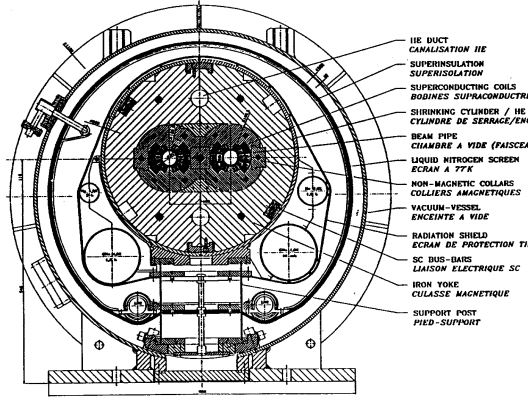 HE DUCT
CANALISATION HE
SUPERINSULATION
SUPERISOLATION
SUPERCONDUCTING COILS
BOBINES SUPRACONDUCTRI
SHRINKING CYLINDER / HE
CYLINDRE DE SERRAGE/ENC
BEAM PIPE
CHAMBRE A VIDE (FAISCEA
LIQUID NITROGEN SCREEN
ECRAN A 77K
NON-MAGNETIC COLLARS
COLLIERS AMAGNETIQUES
VACUUM-VESSEL
ENCEINTE A VIDE
RADIATION SHIELD
ECRAN DE PROTECTION T
SC BUS-BARS
LIAISON ELECTRIQUE SC
IRON YOKE
CULASSE MAGNETIQUE
SUPPORT POST
PIED-SUPPORT